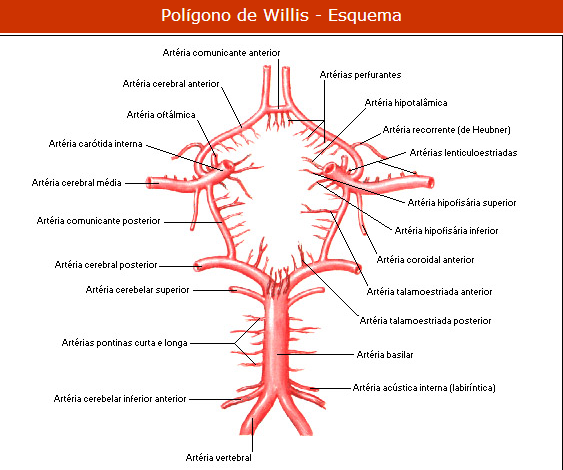 Polígono de Willis - Esquema
Artéria comunicante anterior
Artéria cerebral anterior
Artérias perfurantes
Artéria oftálmica
Artéria hipotalâmica
Artéria carótida interna
Artéria recorrente (de Heubner)
Artérias lenticuloestriadas
Artéria cerebral média
Artéria hipofisária superior
Artéria comunicante posterior
Artéria hipofisária inferior
Artéria cerebral posterior
Artéria coroidal anterior
Artéria cerebelar superior
Artéria talamoestriada anterior
Artéria talamoestriada posterior
Artérias pontinas curta e longa
Artéria basilar
Artéria acústica interna (labiríntica)
Artéria cerebelar inferior anterior
Artéria vertebral